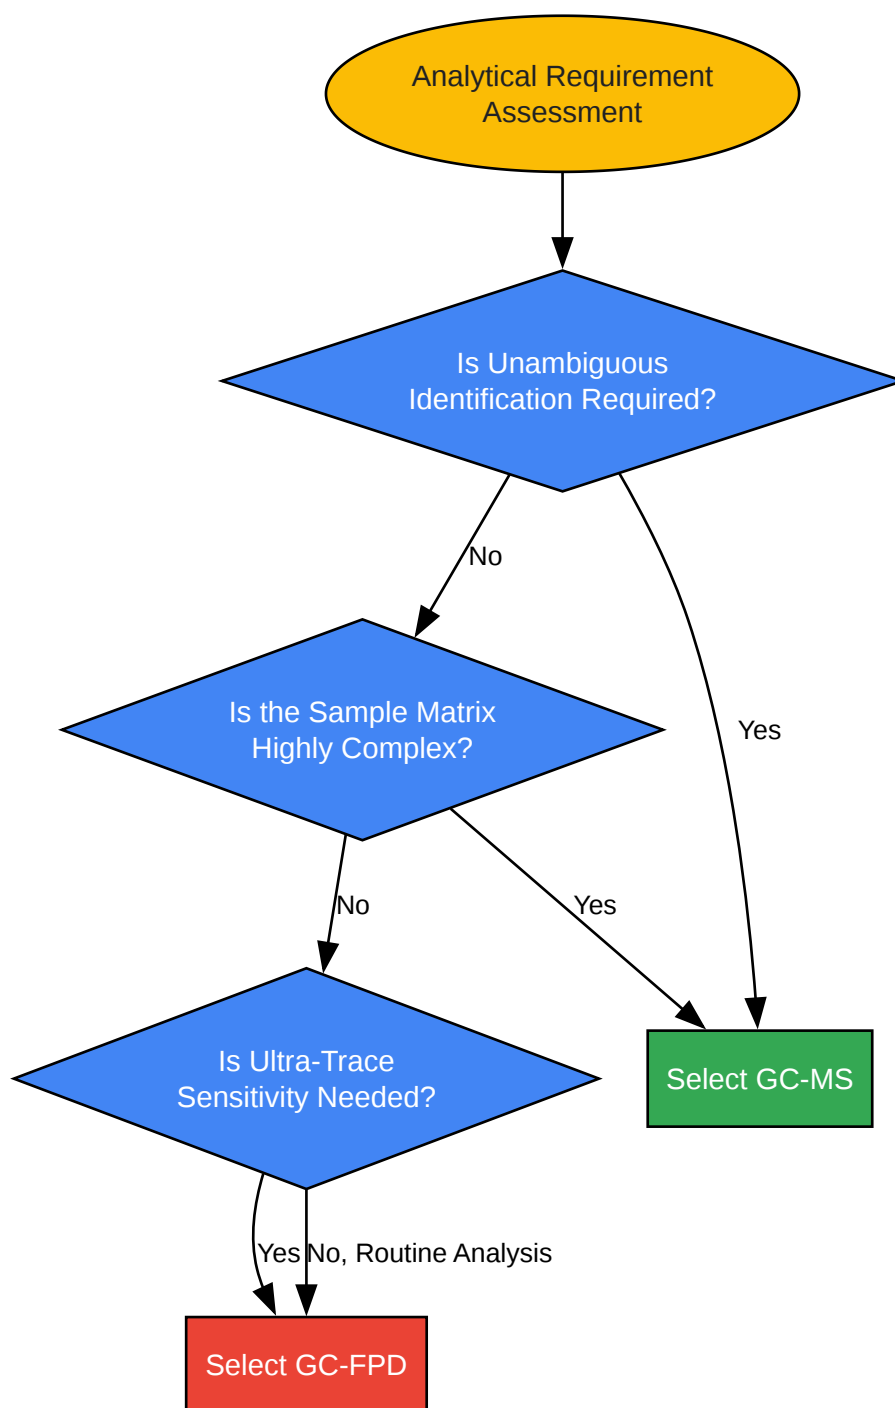 Analytical Requirement
Assessment
Is Unambiguous
Identification Required?
No
Is the Sample Matrix
Highly Complex?
Yes
No
Yes
Is Ultra-Trace
Sensitivity Needed?
Select GC-MS
Yes
No, Routine Analysis
Select GC-FPD